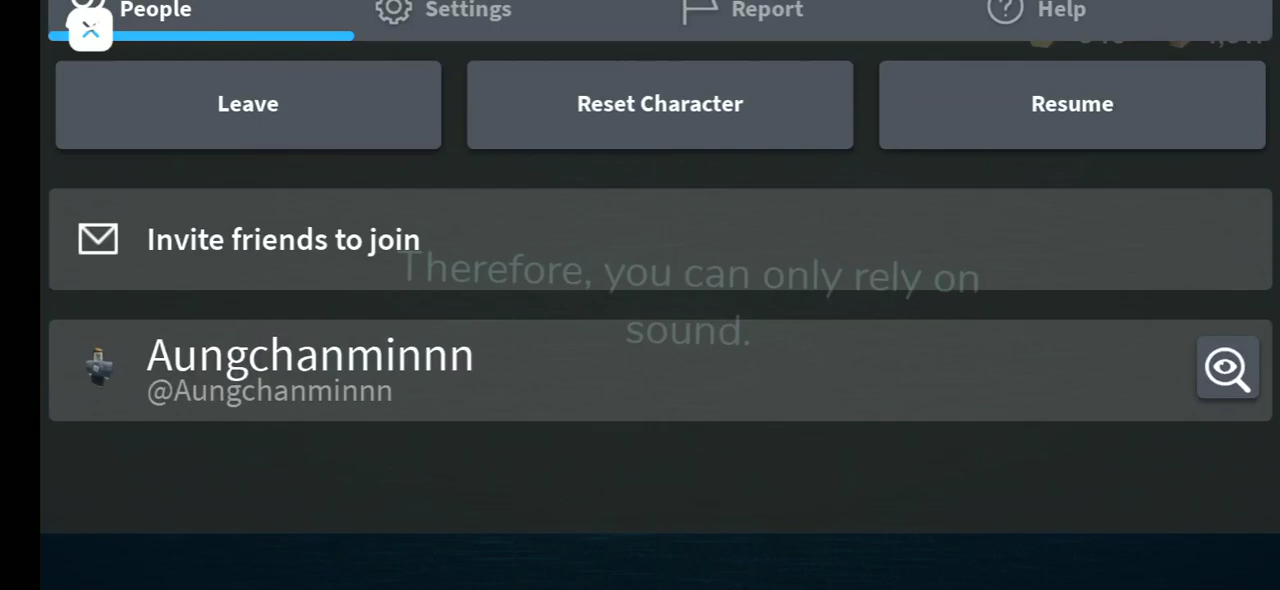 People
Settings
Report
Help
Leave
Reset Character
Resume
Invite friends to join
Therefore, you can only rely on
sound.
Aungchanminnn
@Aungchanminnn